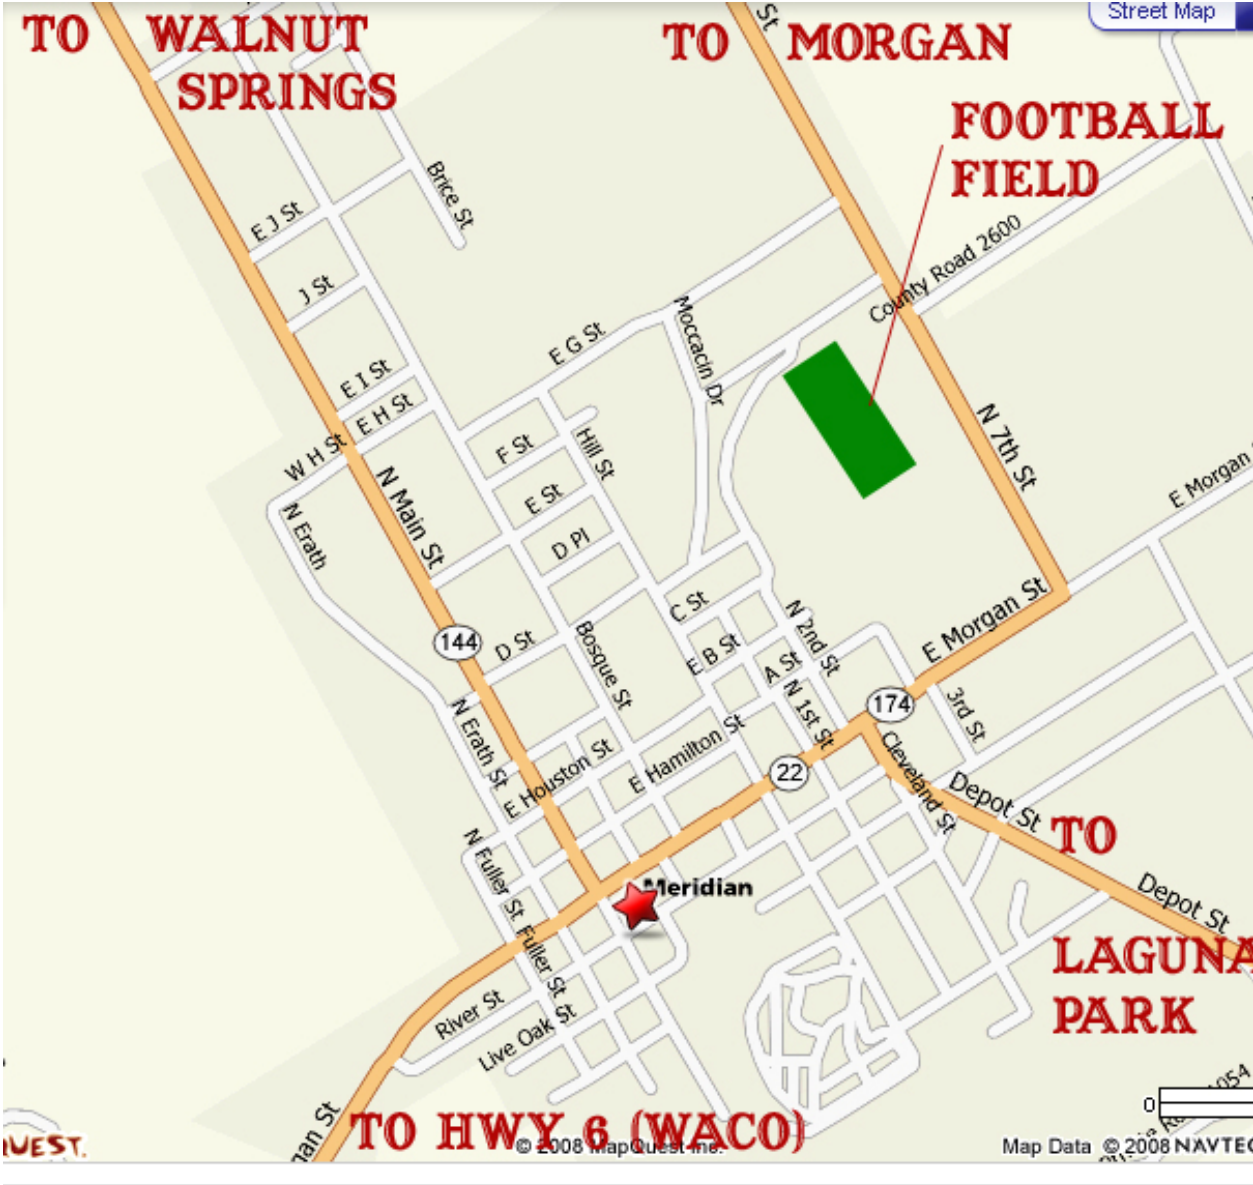 Street Map
St
TO WALNUT
SPRINGS
TO MORGAN
FOOTBALL
FIELD
Brice St
E J St
J St
County Road 2600
Moccacin Dr
E G St
E I St
E H St
W H St
N Main St
N Erath
F St
Hill St
E St
D Pl
N 7th St
E Morgan
C St
N 2nd St
E Morgan St
144
D St
Bosque St
E B St
A St
N 1st St
174
3rd St
N Erath St
E Houston St
E Hamilton St
22
Cleveland St
Depot St
TO
N Fuller St
Meridian
Depot St
Fuller St
LAGUNA
PARK
River St
Live Oak St
1054
0
TO HWY 6 (WACO)
QUEST.
© 2008 MapQuest Inc.
Map Data © 2008 NAVTEQ